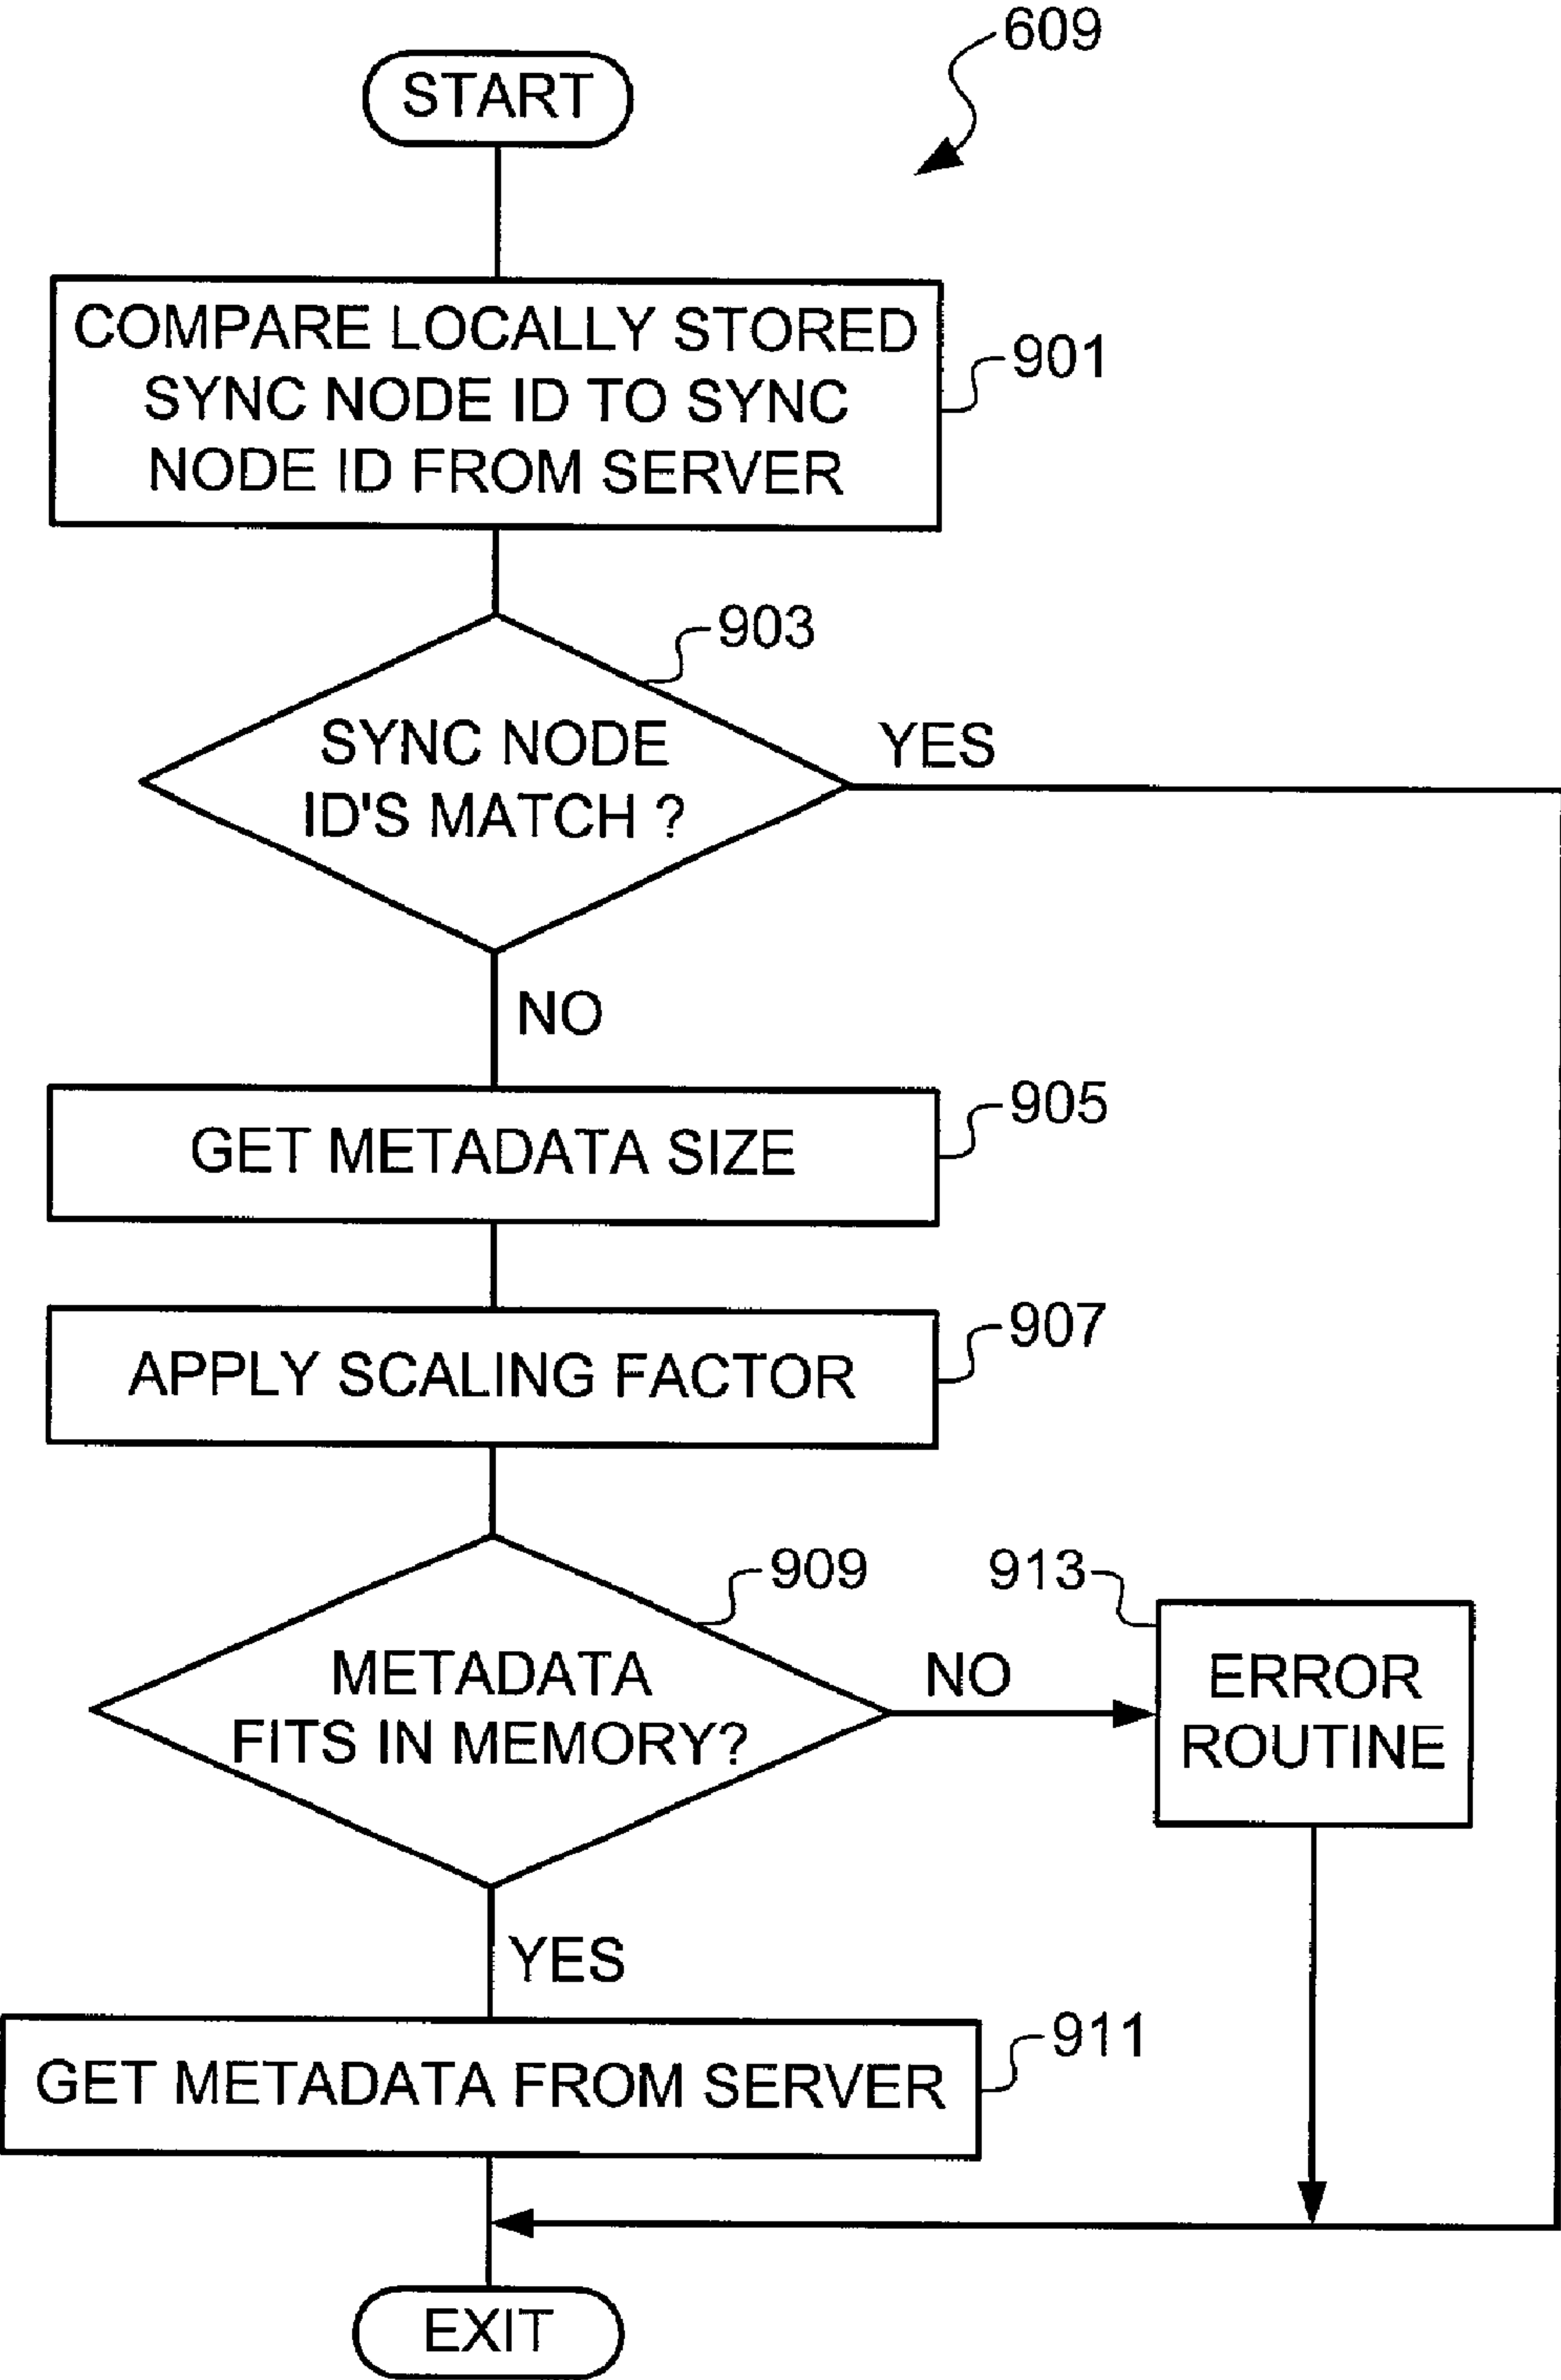 609
START
COMPARE LOCALLY STORED
SYNC NODE ID TO SYNC
NODE ID FROM SERVER
901
903
SYNC NODE
ID'S MATCH ?
YES
NO
905
GET METADATA SIZE
907
APPLY SCALING FACTOR
909
METADATA
FITS IN MEMORY?
NO
913
ERROR
ROUTINE
YES
911
GET METADATA FROM SERVER
EXIT